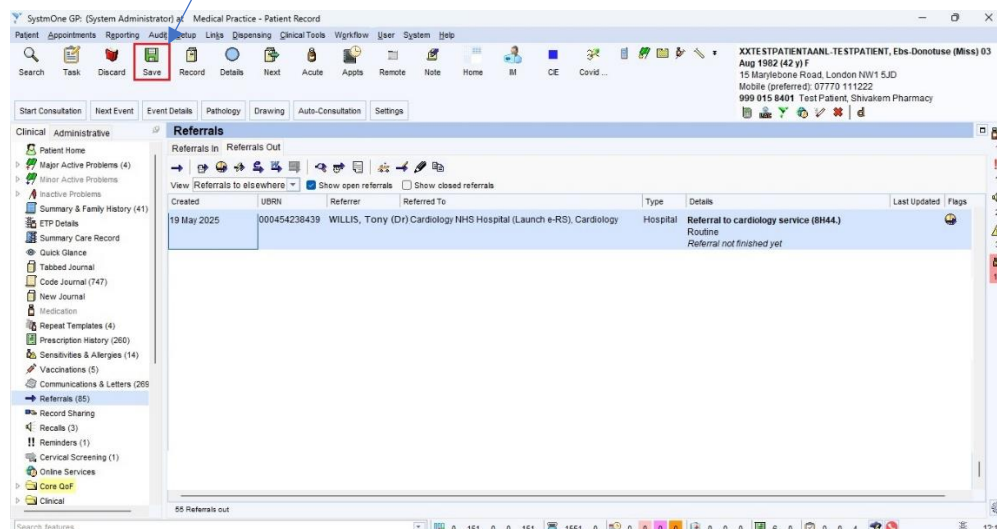 SystmOne GP: (System Administrator) at Medical Practice - Patient Record
Patient Appointments Reporting Audit Setup Links Dispensing Clinical Tools Workflow User System Help
Search Task Discard Save Record Details Next Acute Appts Remote Note Home IM CIE Covid ...
XXTESTPATIENTAANL-TESTPATIENT, Ebs-Donotuse (Miss) 03
Aug 1982 (42 y) F
15 Marylebone Road, London NW1 5JD
Mobile (preferred): 07770 111222
999 015 8401 Test Patient, Shivakern Pharmacy
Start Consultation Next Event Event Details Pathology Drawing Auto-Consultation Settings
Clinical Administrative
Patient Home
Major Active Problems (4)
Minor Active Problems
Inactive Problems
Summary & Family History (41)
ETP Details
Summary Care Record
Quick Glance
Tabbed Journal
Code Journal (747)
New Journal
Medication
Repeat Templates (4)
Prescription History (260)
Sensitivities & Allergies (14)
Vaccinations (5)
Communications & Letters (269
Referrals (85)
Record Sharing
Recalls (3)
Reminders (1)
Cervical Screening (1)
Online Services
Core QoF
Clinical
Search features
Referrals
Referrals In Referrals Out
View Referrals to elsewhere Show open referrals Show closed referrals
Created UBRN Referrer Referred To Type Details Last Updated Flags
19 May 2025 000454238439 WILLIS, Tony (Dr) Cardiology NHS Hospital (Launch e-RS), Cardiology Hospital Referral to cardiology service (8H44.)
Routine
Referral not finished yet
55 Referrals out